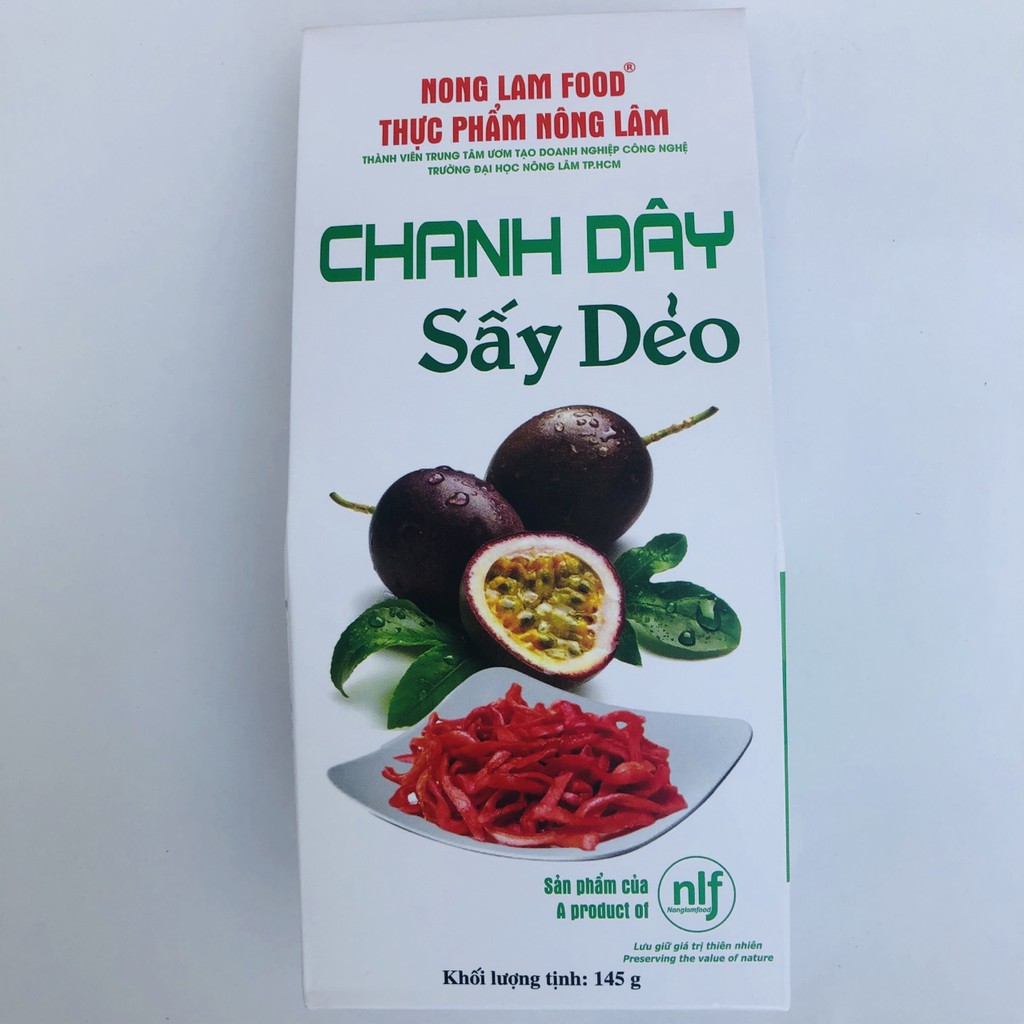 NONG LAM FOOD®
THỰC PHẨM NÔNG LÂM
THÀNH VIÊN TRUNG TÂM ƯƠM TẠO DOANH NGHIỆP CÔNG NGHỆ
TRƯỜNG ĐẠI HỌC NÔNG LÂM TP.HCM
CHANH DÂY
Sấy Dẻo
Sản phẩm của
A product of
nlf
Nonglamfood
Lưu giữ giá trị thiên nhiên
Preserving the value of nature
Khối lượng tịnh: 145 g